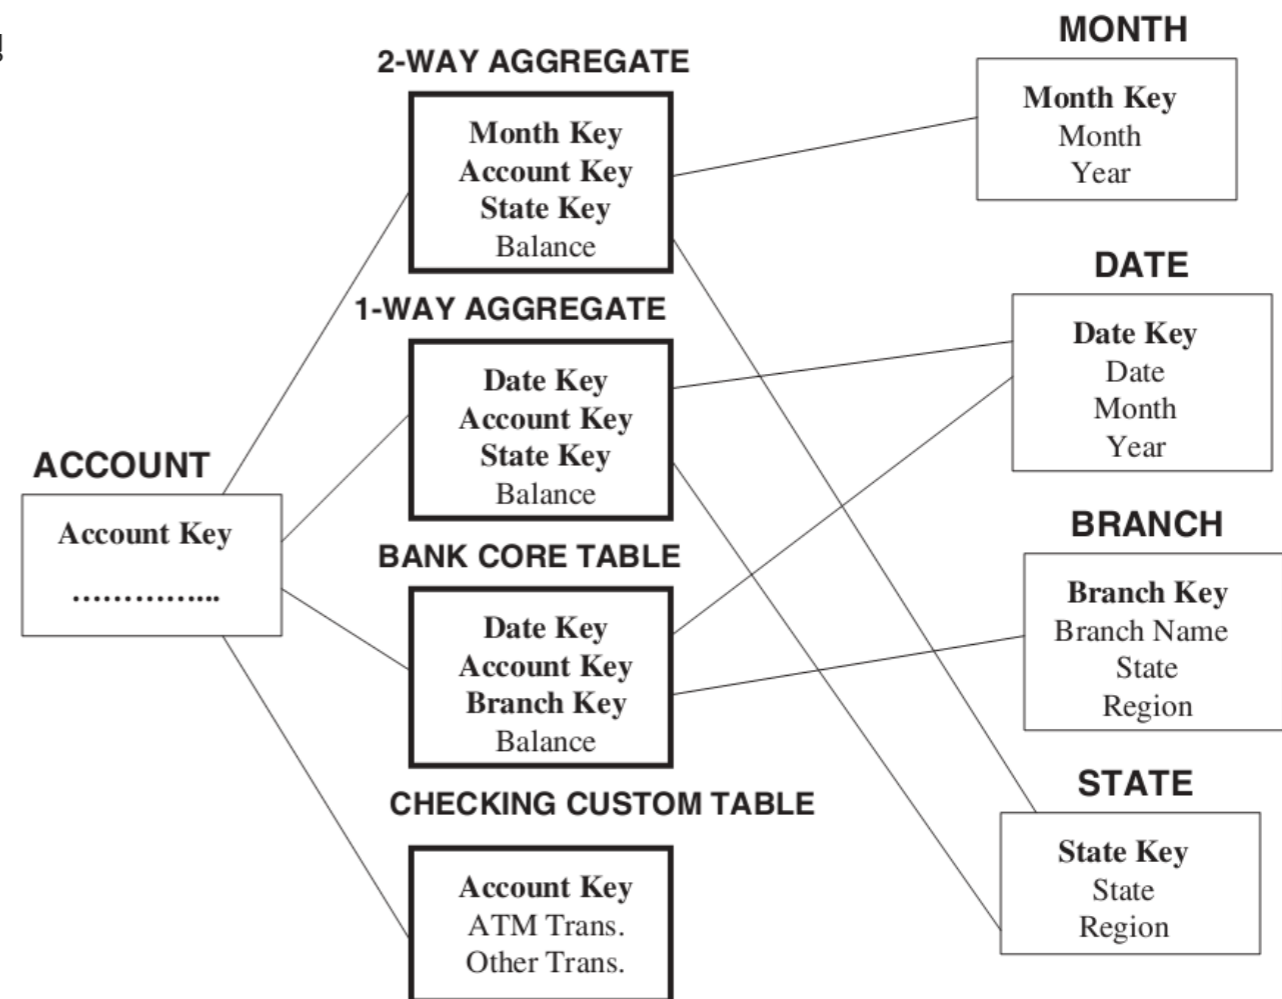 2-WAY AGGREGATE
Month Key
Account Key
State Key
Balance
1-WAY AGGREGATE
Date Key
Account Key
State Key
Balance
ACCOUNT
Account Key
…………...
BANK CORE TABLE
Date Key
Account Key
Branch Key
Balance
CHECKING CUSTOM TABLE
Account Key
ATM Trans.
Other Trans.
MONTH
Month Key
Month
Year
DATE
Date Key
Date
Month
Year
BRANCH
Branch Key
Branch Name
State
Region
STATE
State Key
State
Region